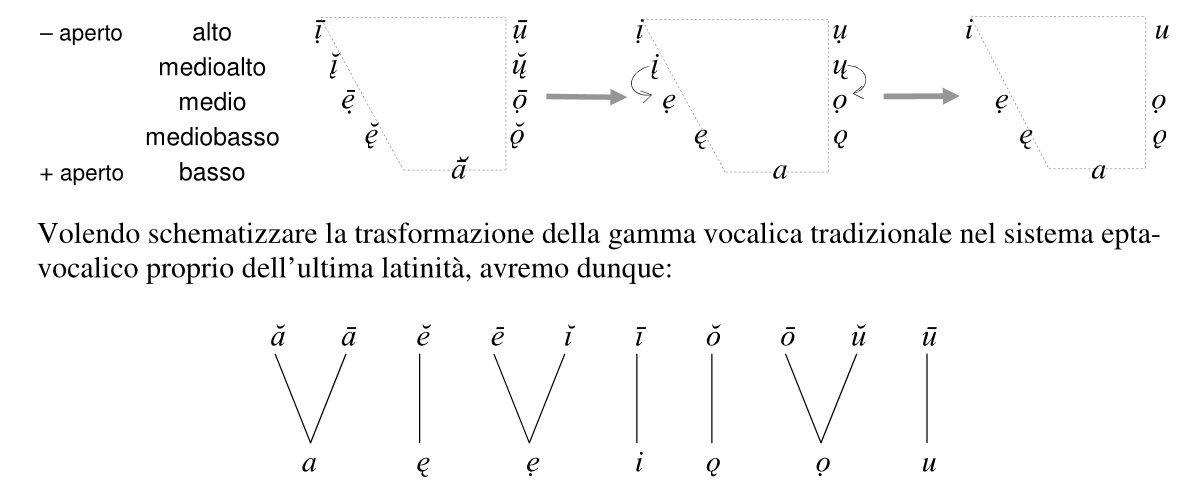 – aperto alto ị̄ ụ̄ ị ụ i u
medioalto į̆ ų̆ į ų
medio ẹ̄ ọ̄ ẹ ọ ẹ ọ
mediobasso ę̆ ǫ̆ ę ǫ ę ǫ
+ aperto basso ā̆ a a
Volendo schematizzare la trasformazione della gamma vocalica tradizionale nel sistema epta-
vocalico proprio dell’ultima latinità, avremo dunque:
ă ā ĕ ē ĭ ī ŏ ō ŭ ū
a ę ẹ i ǫ ọ u